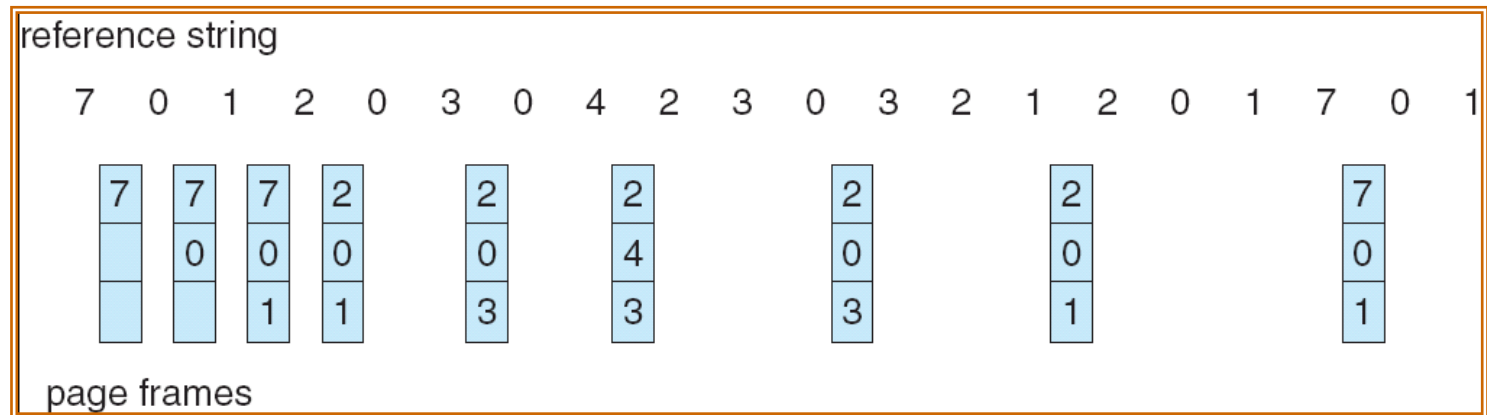 reference string
7 0 1 2 0 3 0 4 2 3 0 3 2 1 2 0 1 7 0 1
7 7 7 2 2 2 2 2 7
0 0 0 0 4 0 0 0
1 1 3 3 3 1 1
page frames